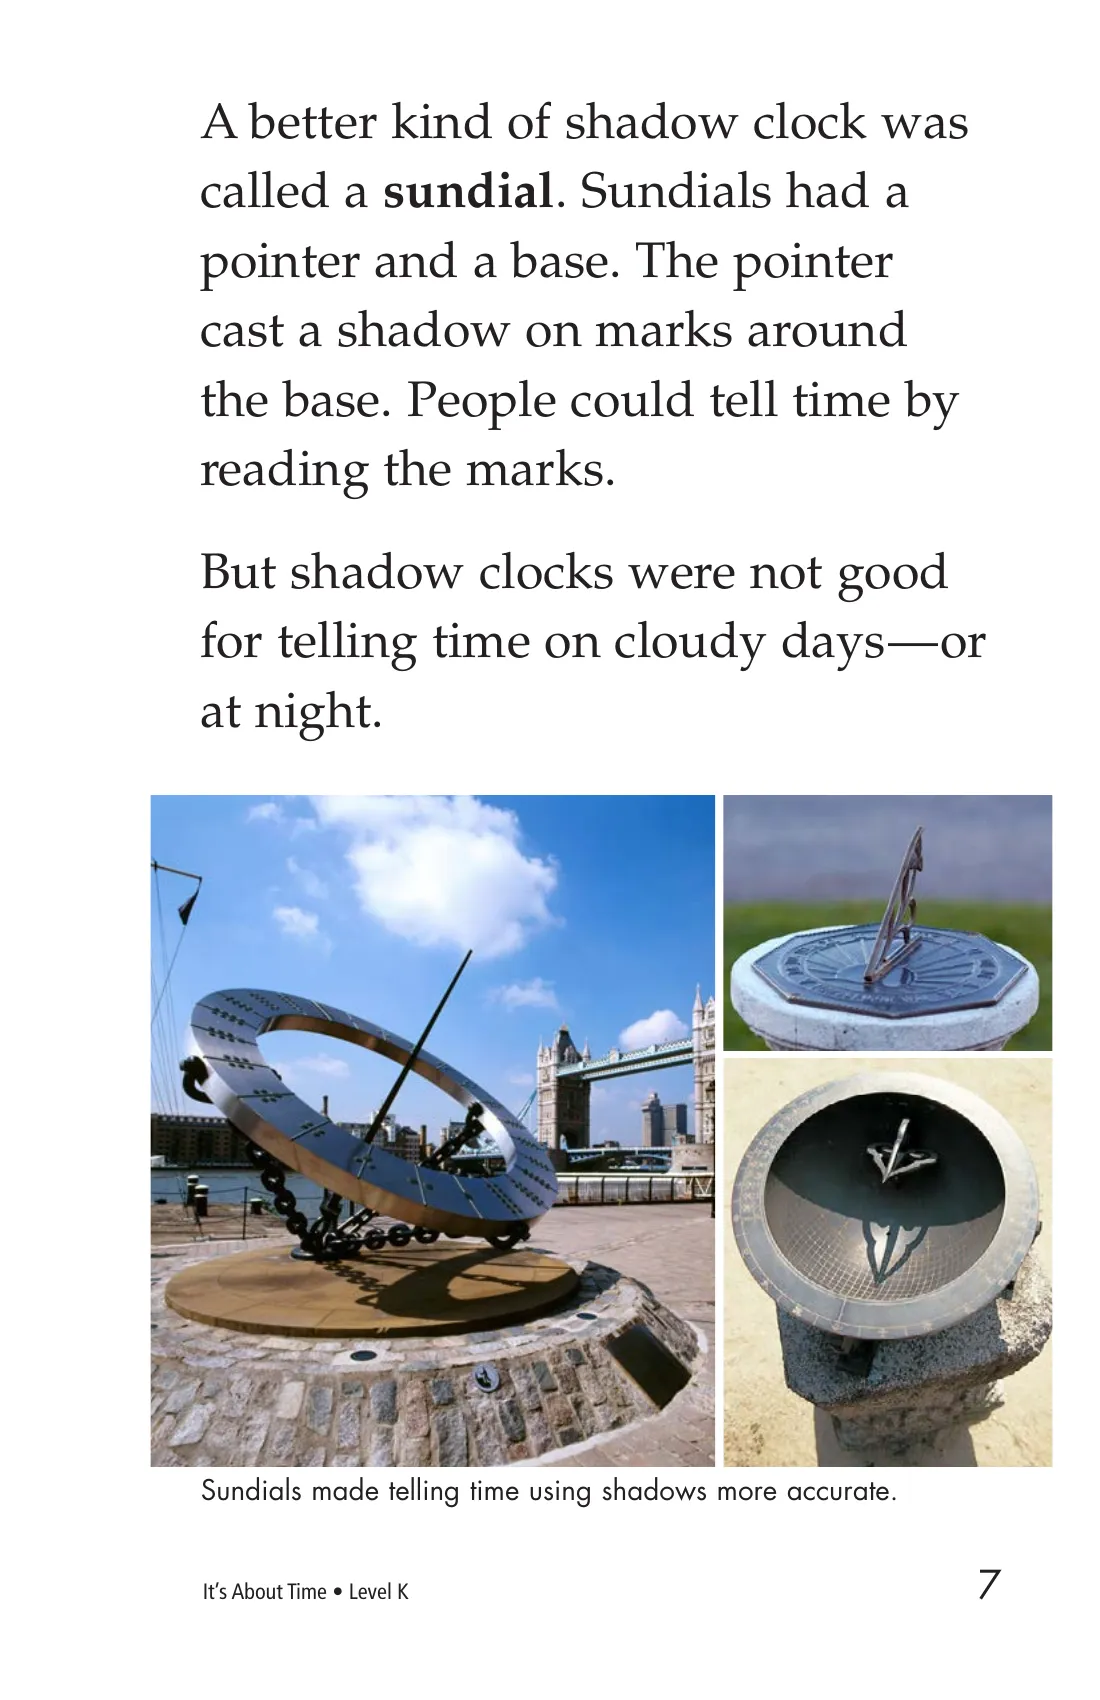 A better kind of shadow clock was
called a sundial. Sundials had a
pointer and a base. The pointer
cast a shadow on marks around
the base. People could tell time by
reading the marks.
But shadow clocks were not good
for telling time on cloudy days—or
at night.
Sundials made telling time using shadows more accurate.
It's About Time • Level K
7